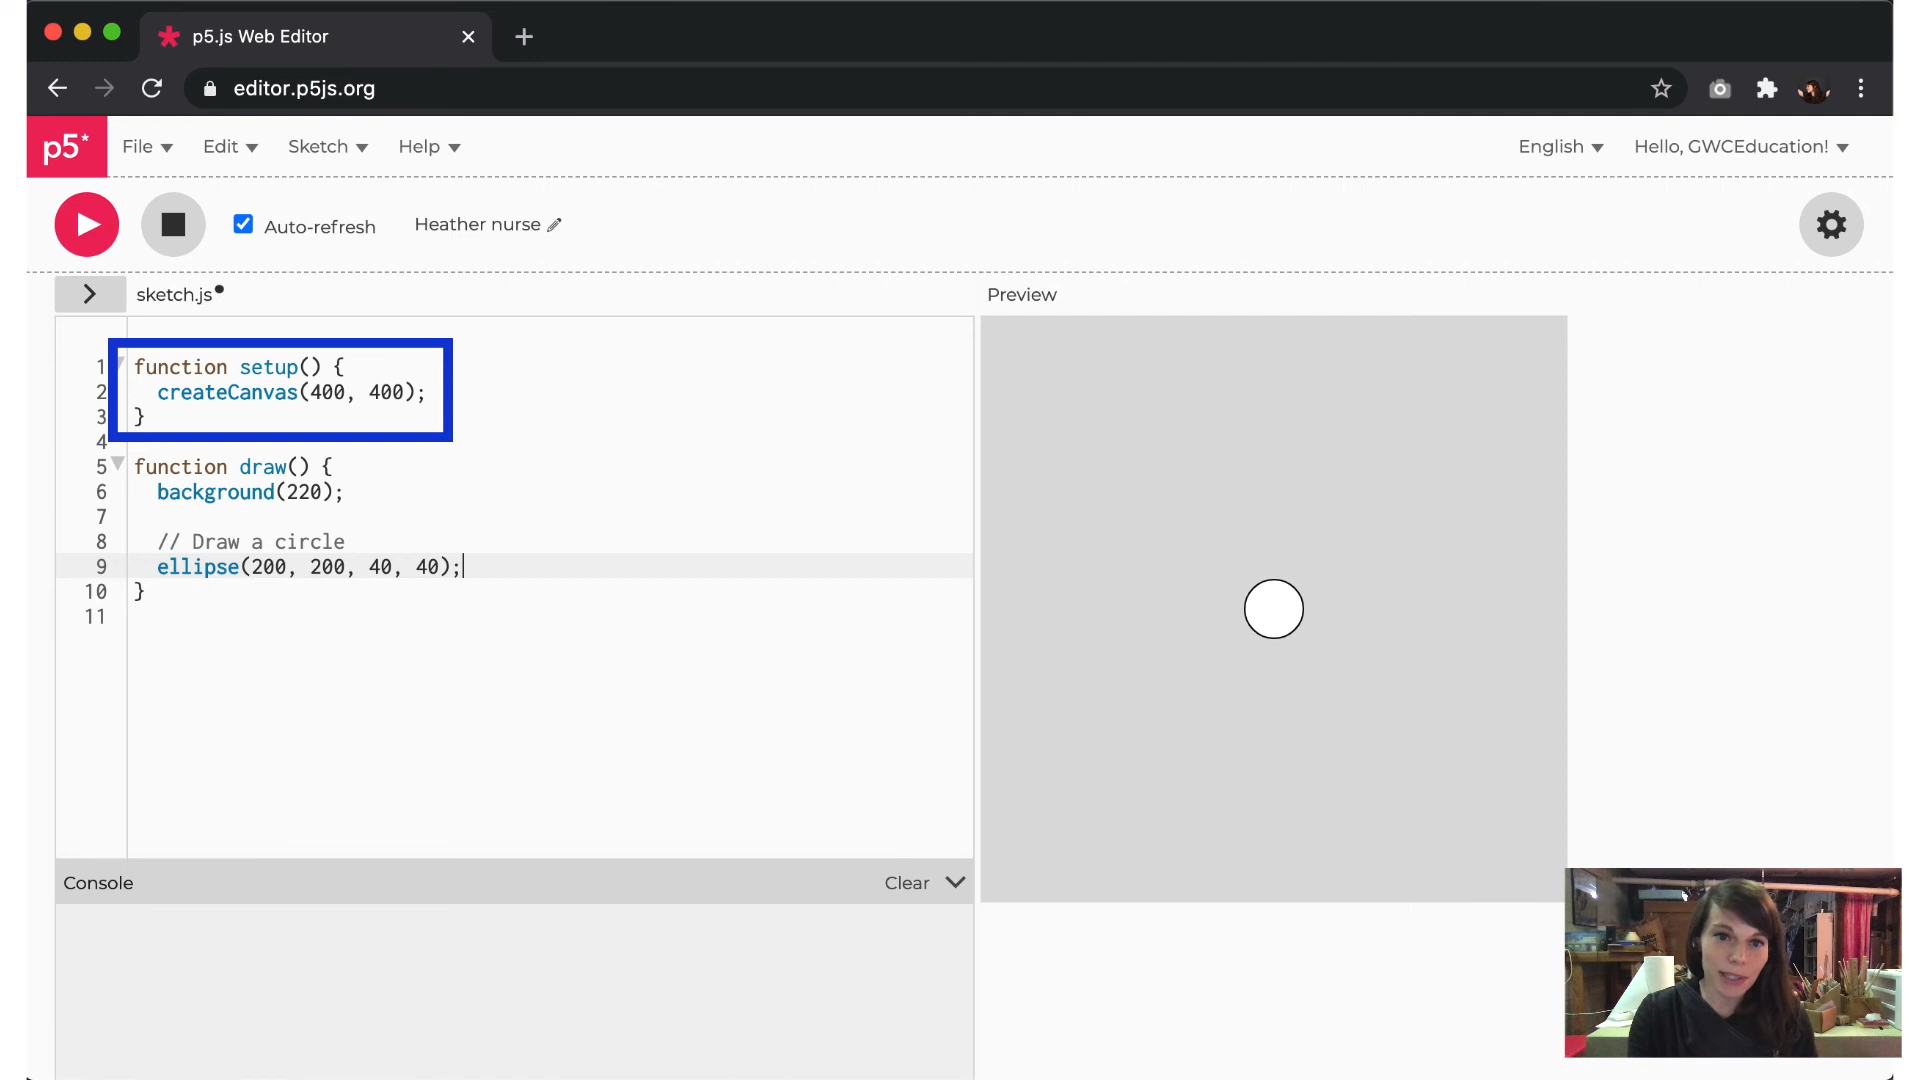 p5.js Web Editor
editor.p5js.org
p5*
File
Edit
Sketch
Help
English
Hello, GWCEducation!
Auto-refresh
Heather nurse
sketch.js
Preview
1 function setup() {
2 createCanvas(400, 400);
3 }
4
5 function draw() {
6 background(220);
7
8 // Draw a circle
9 ellipse(200, 200, 40, 40);
10 }
11
Console
Clear